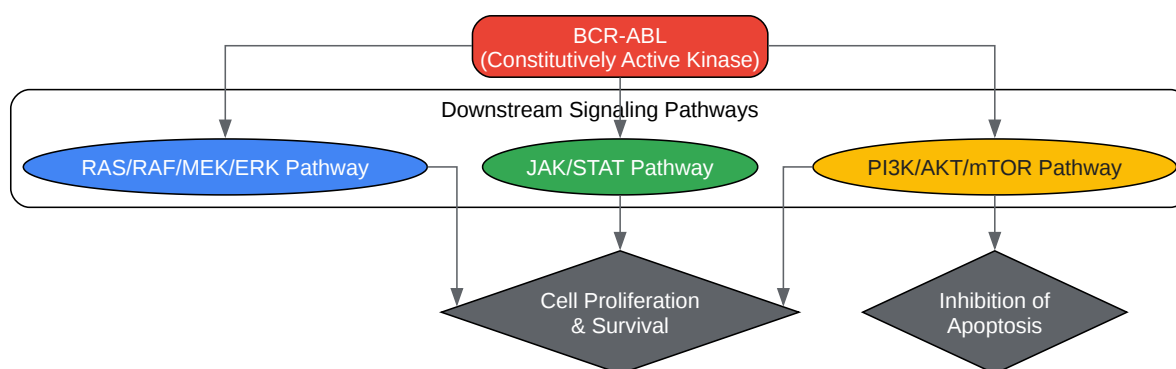 BCR-ABL
(Constitutively Active Kinase)
Downstream Signaling Pathways
RAS/RAF/MEK/ERK Pathway
JAK/STAT Pathway
PI3K/AKT/mTOR Pathway
Cell Proliferation
& Survival
Inhibition of
Apoptosis